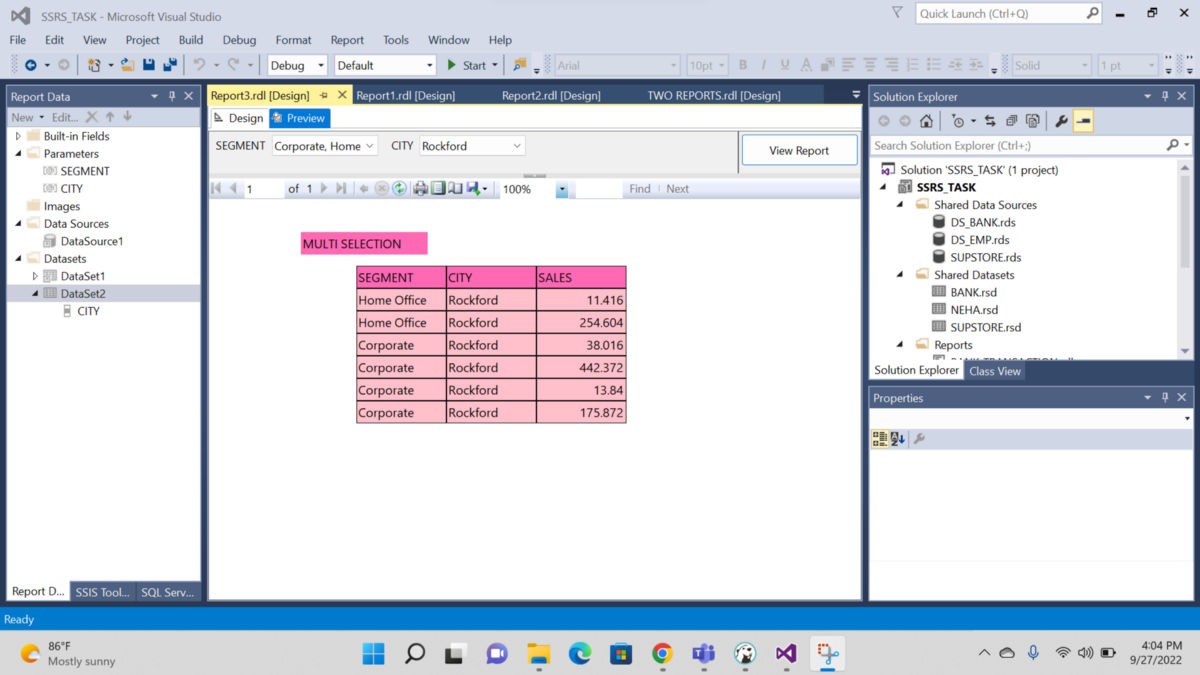 SSRS_TASK - Microsoft Visual Studio
Quick Launch (Ctrl+Q)
File Edit View Project Build Debug Format Report Tools Window Help
Debug Default Start Arial 10pt B I U A Solid 1 pt
Report Data
New Edit...
Built-in Fields
Parameters
SEGMENT
CITY
Images
Data Sources
DataSource1
Datasets
DataSet1
DataSet2
CITY
Report D... SSIS Tool... SQL Serv...
Report3.rdl [Design] Report1.rdl [Design] Report2.rdl [Design] TWO REPORTS.rdl [Design]
Design Preview
SEGMENT Corporate, Home CITY Rockford View Report
1 of 1 100% Find Next
MULTI SELECTION
SEGMENT CITY SALES
Home Office Rockford 11.416
Home Office Rockford 254.604
Corporate Rockford 38.016
Corporate Rockford 442.372
Corporate Rockford 13.84
Corporate Rockford 175.872
Solution Explorer
Search Solution Explorer (Ctrl+;)
Solution 'SSRS_TASK' (1 project)
SSRS_TASK
Shared Data Sources
DS_BANK.rds
DS_EMP.rds
SUPSTORE.rds
Shared Datasets
BANK.rsd
NEHA.rsd
SUPSTORE.rsd
Reports
Solution Explorer Class View
Properties
Ready
86°F
Mostly sunny
4:04 PM
9/27/2022